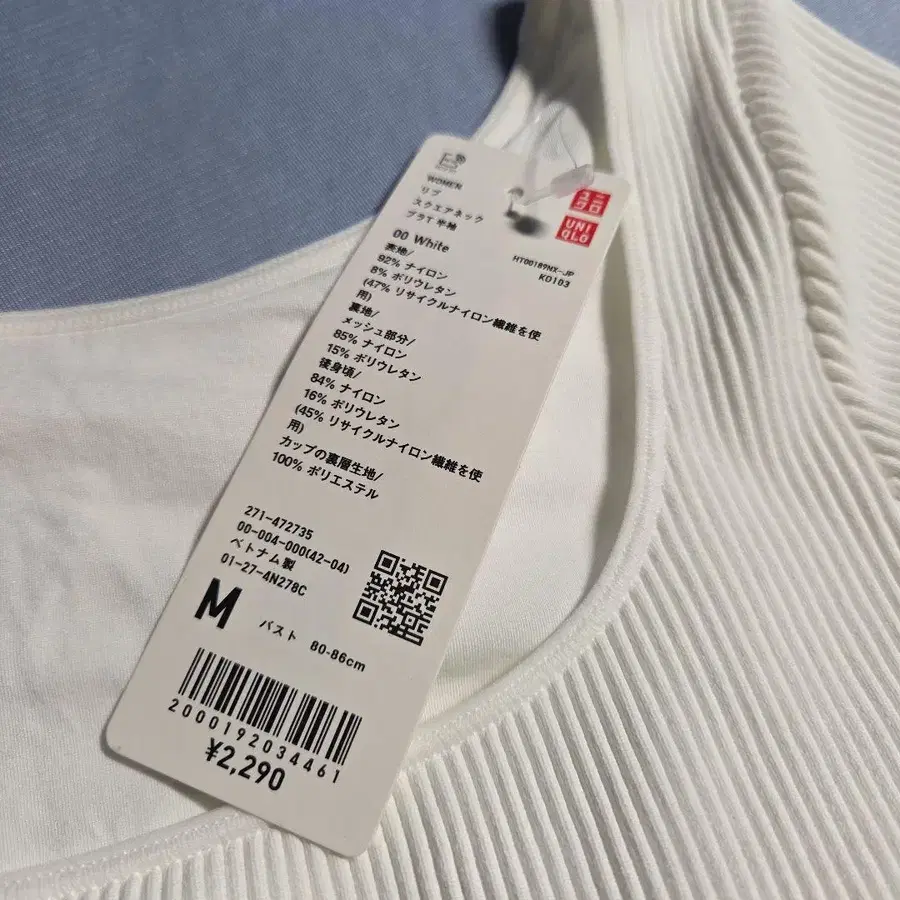 WOMEN
リブ
スクエアネック
ブラT 半袖
ユニ
クロ
UNI
QLO
00 White
HT00189NX-JP
K0103
表地/
92% ナイロン
8% ポリウレタン
(47% リサイクルナイロン繊維を使
用)
裏地/
メッシュ部分/
85% ナイロン
15% ポリウレタン
後身頃/
84% ナイロン
16% ポリウレタン
(45% リサイクルナイロン繊維を使
用)
カップの裏層生地/
100% ポリエステル
271-472735
00-004-000(42-04)
ベトナム製
01-27-4N278C
M
バスト 80-86cm
2000192034461
¥2,290